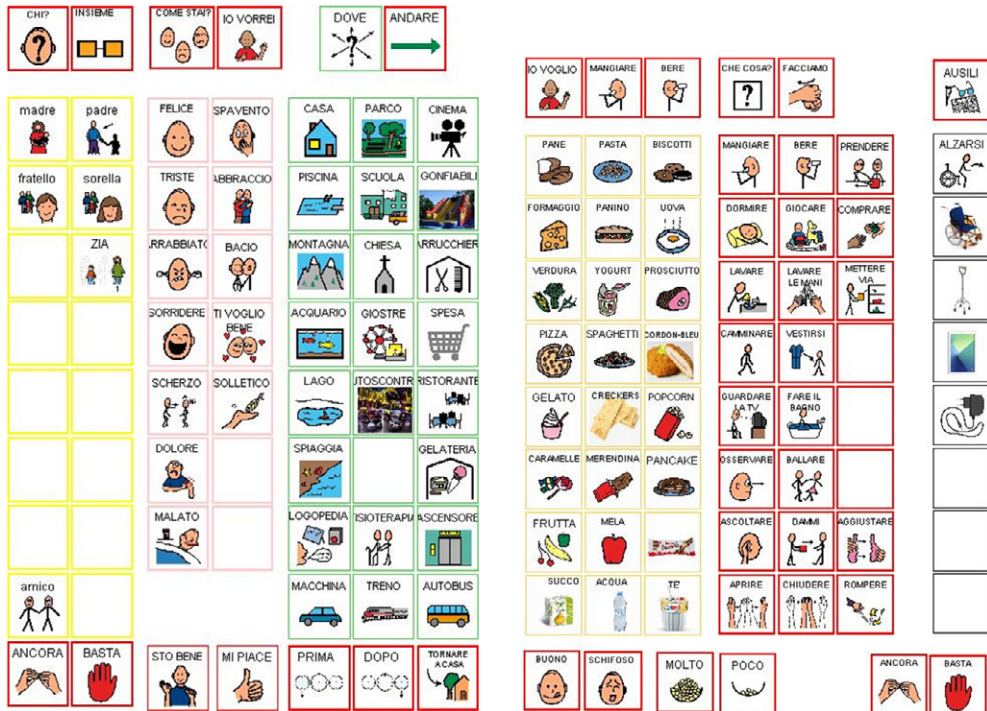 CHI? INSIEME COME STAI? IO VORREI DOVE ANDARE
madre padre FELICE SPAVENTO CASA PARCO CINEMA
fratello sorella TRISTE ABBRACCIO PISCINA SCUOLA GONFIABILI
ZIA ARRABBIATO BACIO MONTAGNA CHIESA ARRUCCHIER
SORRIDERE TI VOGLIO BENE ACQUARIO GIOSTRE SPESA
SCHERZO SOLLETICO LAGO UTOSCONTR RISTORANTE
DOLORE SPIAGGIA GELATERIA
MALATO LOGOPEDIA FISIOTERAPIA ASCENSORE
amico MACCHINA TRENO AUTOBUS
ANCORA BASTA STO BENE MI PIACE PRIMA DOPO TORNARE A CASA
IO VOGLIO MANGIARE BERE CHE COSA? FACCIAMO AUSILI
PANE PASTA BISCOTTI MANGIARE BERE PRENDERE ALZARSI
FORMAGGIO PANINO UOVA DORMIRE GIOCARE COMPRARE
VERDURA YOGURT PROSCIUTTO LAVARE LAVARE LE MANI METTERE VIA
PIZZA SPAGHETTI CORDON-BLEU CAMMINARE VESTIRSI
GELATO CRECKERS POPCORN GUARDARE LA TV FARE IL BAGNO
CARAMELLE MERENDINA PANCAKE OSSERVARE BALLARE
FRUTTA MELA ASCOLTARE DAMMI AGGIUSTARE
SUCCO ACQUA TE' APRIRE CHIUDERE ROMPERE
BUONO SCHIFOSO MOLTO POCO ANCORA BASTA